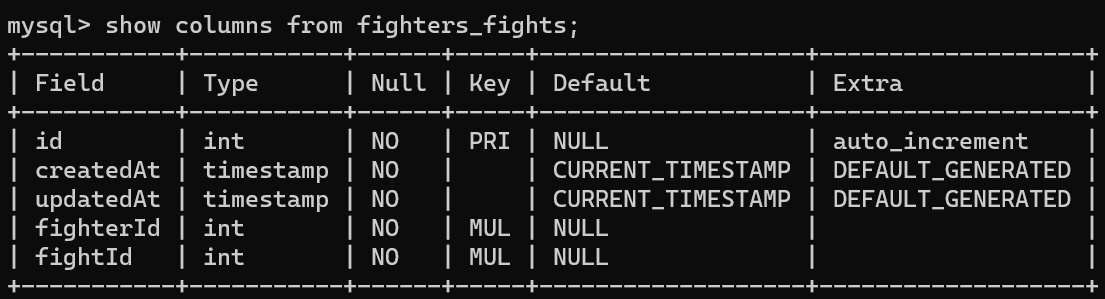 mysql> show columns from fighters_fights;
+-----------+-----------+------+-----+-------------------+-------------------+
| Field     | Type      | Null | Key | Default           | Extra             |
+-----------+-----------+------+-----+-------------------+-------------------+
| id        | int       | NO   | PRI | NULL              | auto_increment    |
| createdAt | timestamp | NO   |     | CURRENT_TIMESTAMP | DEFAULT_GENERATED |
| updatedAt | timestamp | NO   |     | CURRENT_TIMESTAMP | DEFAULT_GENERATED |
| fighterId | int       | NO   | MUL | NULL              |                   |
| fightId   | int       | NO   | MUL | NULL              |                   |
+-----------+-----------+------+-----+-------------------+-------------------+